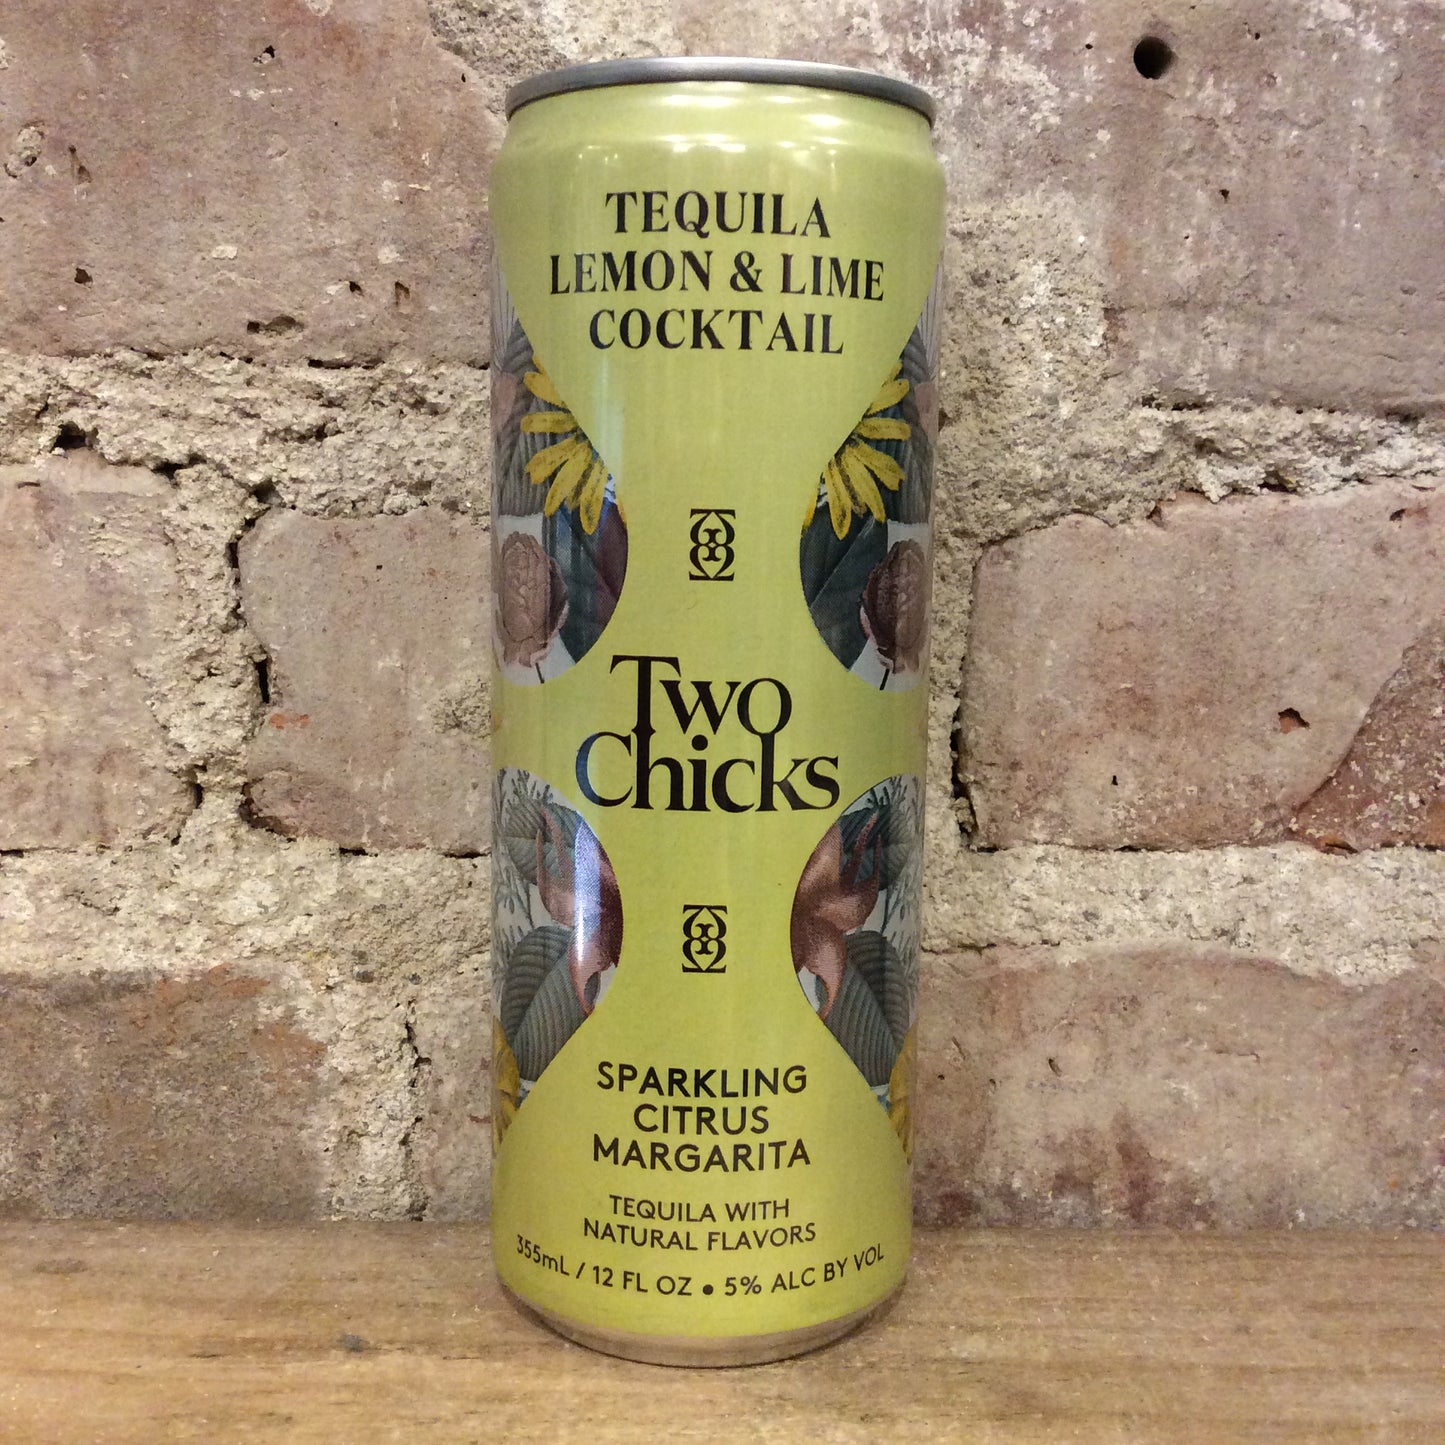 TEQUILA
LEMON & LIME
COCKTAIL
Two
Chicks
SPARKLING
CITRUS
MARGARITA
TEQUILA WITH
NATURAL FLAVORS
355mL / 12 FL OZ • 5% ALC BY VOL